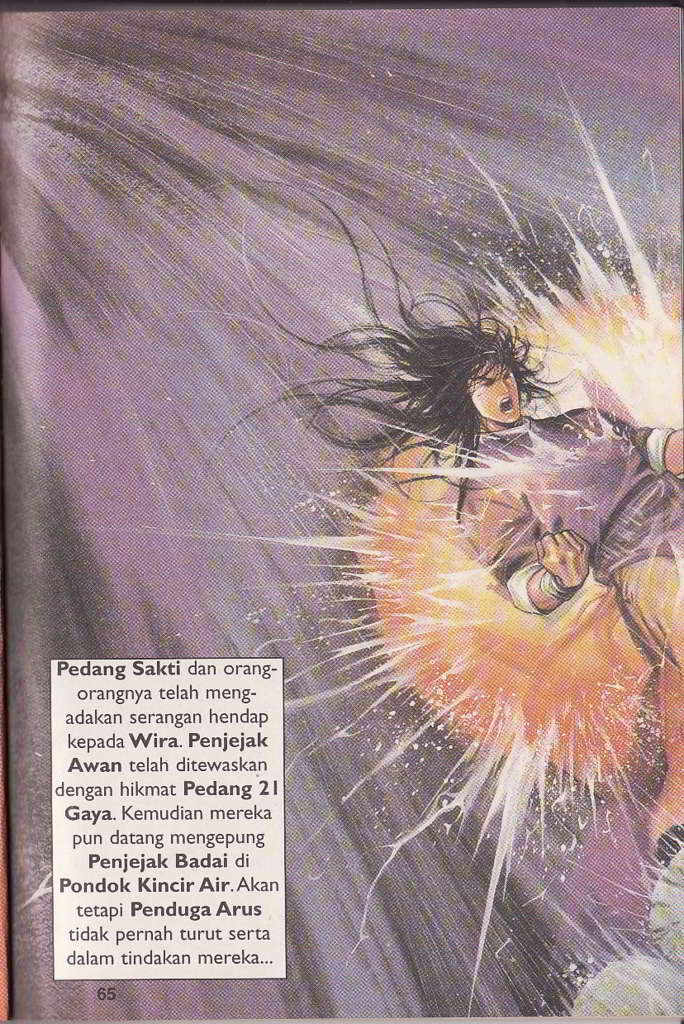 Pedang Sakti dan orang-
orangnya telah meng-
adakan serangan hendap
kepada Wira. Penjejak
Awan telah ditewaskan
dengan hikmat Pedang 21
Gaya. Kemudian mereka
pun datang mengepung
Penjejak Badai di
Pondok Kincir Air. Akan
tetapi Penduga Arus
tidak pernah turut serta
dalam tindakan mereka...
65